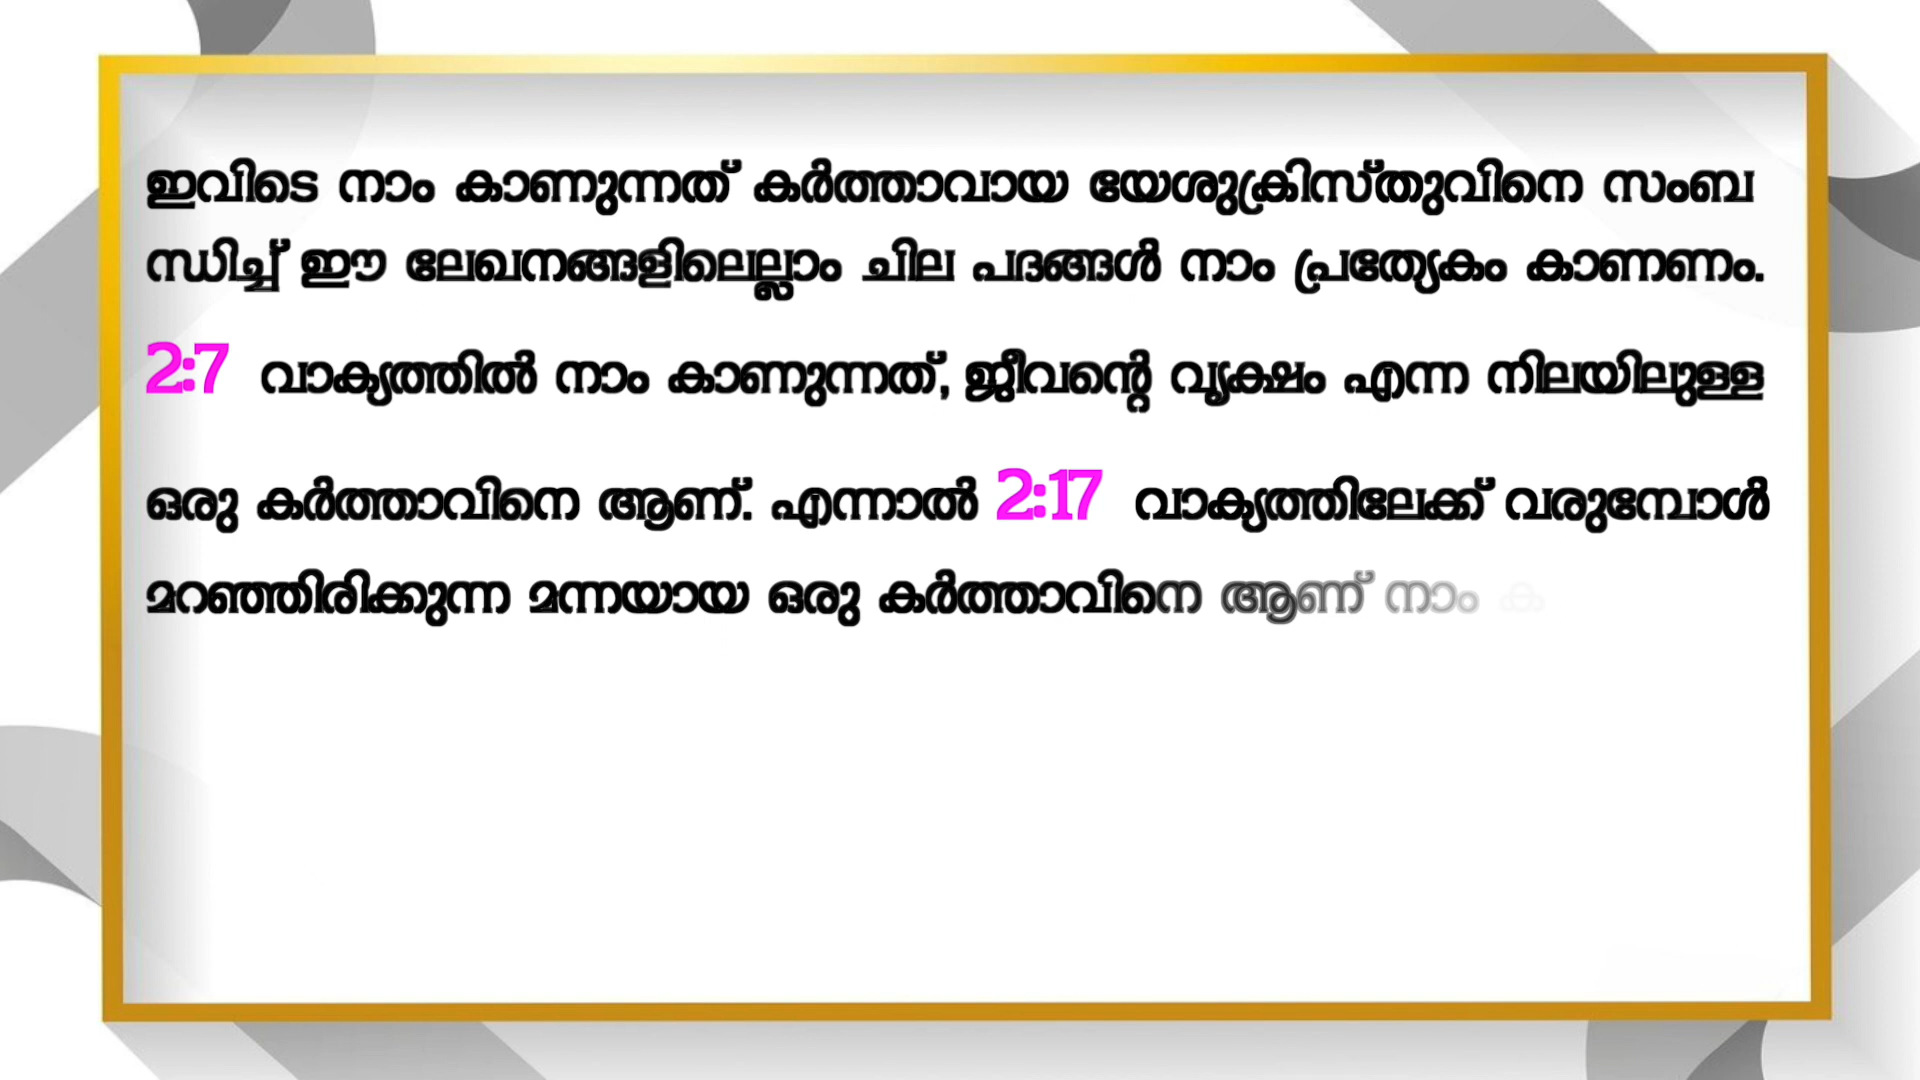 ഇവിടെ നാം കാണുന്നത് കർത്താവായ യേശുക്രിസ്തുവിനെ സംബ
ന്ധിച്ച് ഈ ലേഖനങ്ങളിലെല്ലാം ചില പദങ്ങൾ നാം പ്രത്യേകം കാണണം.
2:7 വാക്യത്തിൽ നാം കാണുന്നത്, ജീവന്റെ വൃക്ഷം എന്ന നിലയിലുള്ള
ഒരു കർത്താവിനെ ആണ്. എന്നാൽ 2:17 വാക്യത്തിലേക്ക് വരുമ്പോൾ
മറഞ്ഞിരിക്കുന്ന മന്നയായ ഒരു കർത്താവിനെ ആണ് നാം ക